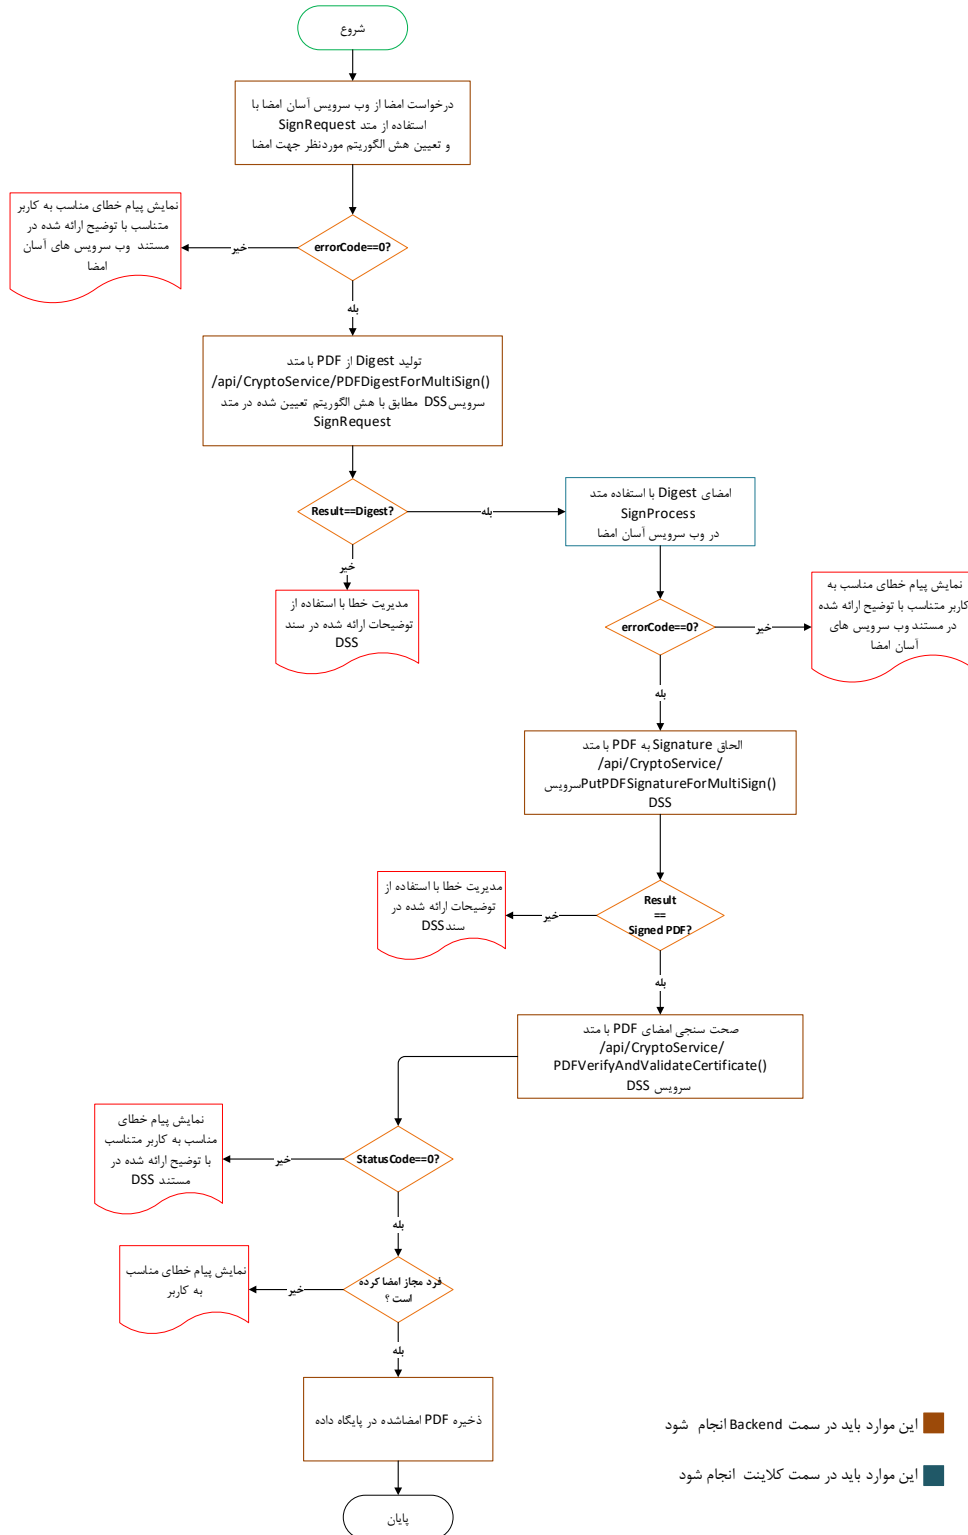 شروع
درخواست امضا از وب سرویس آسان امضا با
استفاده از متد SignRequest
و تعیین هش الگوریتم موردنظر جهت امضا
errorCode==0?
خیر
نمایش پیام خطای مناسب به کاربر
متناسب با توضیح ارائه شده در
مستند وب سرویس های آسان
امضا
بله
تولید Digest از PDF با متد
/api/CryptoService/PDFDigestForMultiSign()
سرویس DSS مطابق با هش الگوریتم تعیین شده در متد
SignRequest
Result==Digest?
خیر
مدیریت خطا با استفاده از
توضیحات ارائه شده در سند
DSS
بله
امضای Digest با استفاده متد
SignProcess
در وب سرویس آسان امضا
errorCode==0?
خیر
نمایش پیام خطای مناسب به
کاربر متناسب با توضیح ارائه شده
در مستند وب سرویس های
آسان امضا
بله
الحاق Signature به PDF با متد
/api/CryptoService/
PutPDFSignatureForMultiSign() سرویس
DSS
Result
==
Signed PDF?
خیر
مدیریت خطا با استفاده از
توضیحات ارائه شده در
سند DSS
بله
صحت سنجی امضای PDF با متد
/api/CryptoService/
PDFVerifyAndValidateCertificate()
سرویس DSS
StatusCode==0?
خیر
نمایش پیام خطای
مناسب به کاربر متناسب
با توضیح ارائه شده در
مستند DSS
بله
فرد مجاز امضا کرده
است ؟
خیر
نمایش پیام خطای مناسب
به کاربر
بله
ذخیره PDF امضاشده در پایگاه داده
پایان
این موارد باید در سمت Backend انجام شود
این موارد باید در سمت کلاینت انجام شود